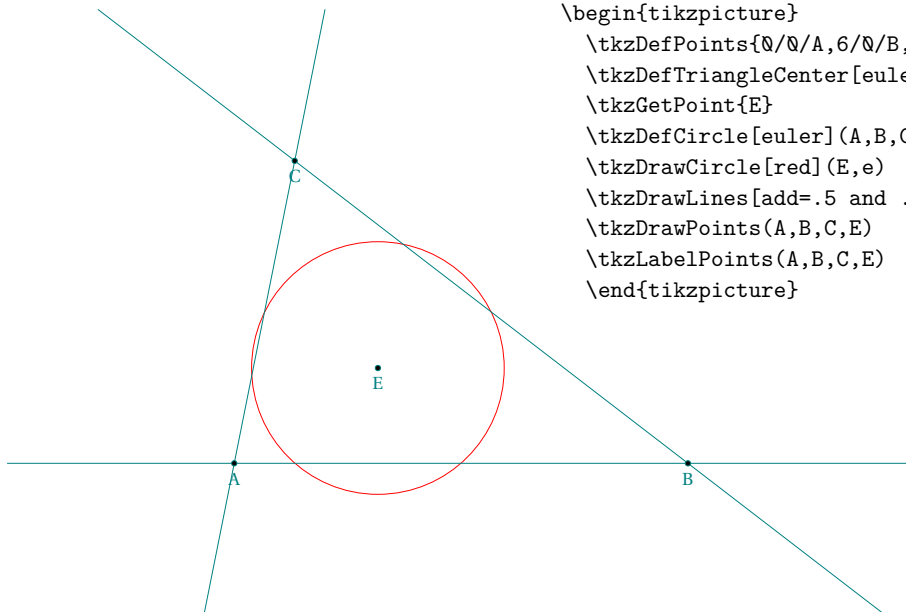 \begin{tikzpicture}
\tkzDefPoints{0/0/A,6/0/B,
\tkzDefTriangleCenter[eule
\tkzGetPoint{E}
\tkzDefCircle[euler](A,B,C
\tkzDrawCircle[red](E,e)
\tkzDrawLines[add=.5 and .
\tkzDrawPoints(A,B,C,E)
\tkzLabelPoints(A,B,C,E)
\end{tikzpicture}
C
E
A
B